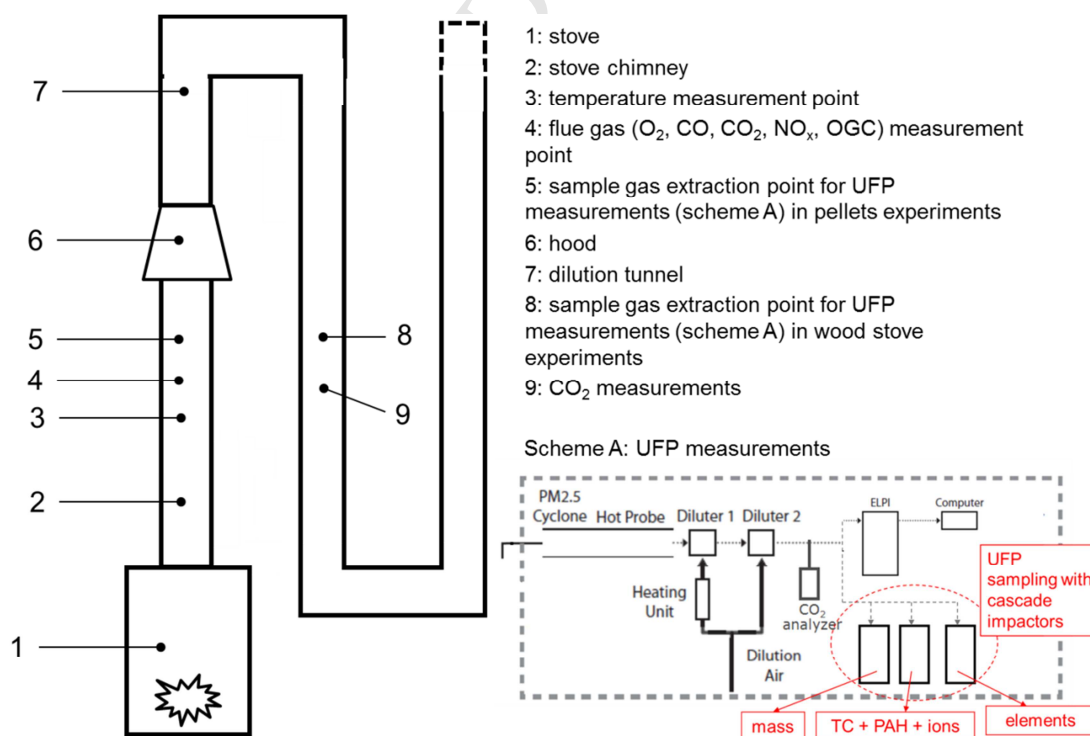 1: stove
2: stove chimney
3: temperature measurement point
4: flue gas (O₂, CO, CO₂, NOₓ, OGC) measurement
point
5: sample gas extraction point for UFP
measurements (scheme A) in pellets experiments
6: hood
7: dilution tunnel
8: sample gas extraction point for UFP
measurements (scheme A) in wood stove
experiments
9: CO₂ measurements
7
6
5
4
3
2
1
8
9
Scheme A: UFP measurements
PM2.5
Cyclone Hot Probe Diluter 1 Diluter 2
ELPI
Computer
Heating
Unit
CO₂
analyzer
Dilution
Air
UFP
sampling with
cascade
impactors
mass
TC + PAH + ions
elements